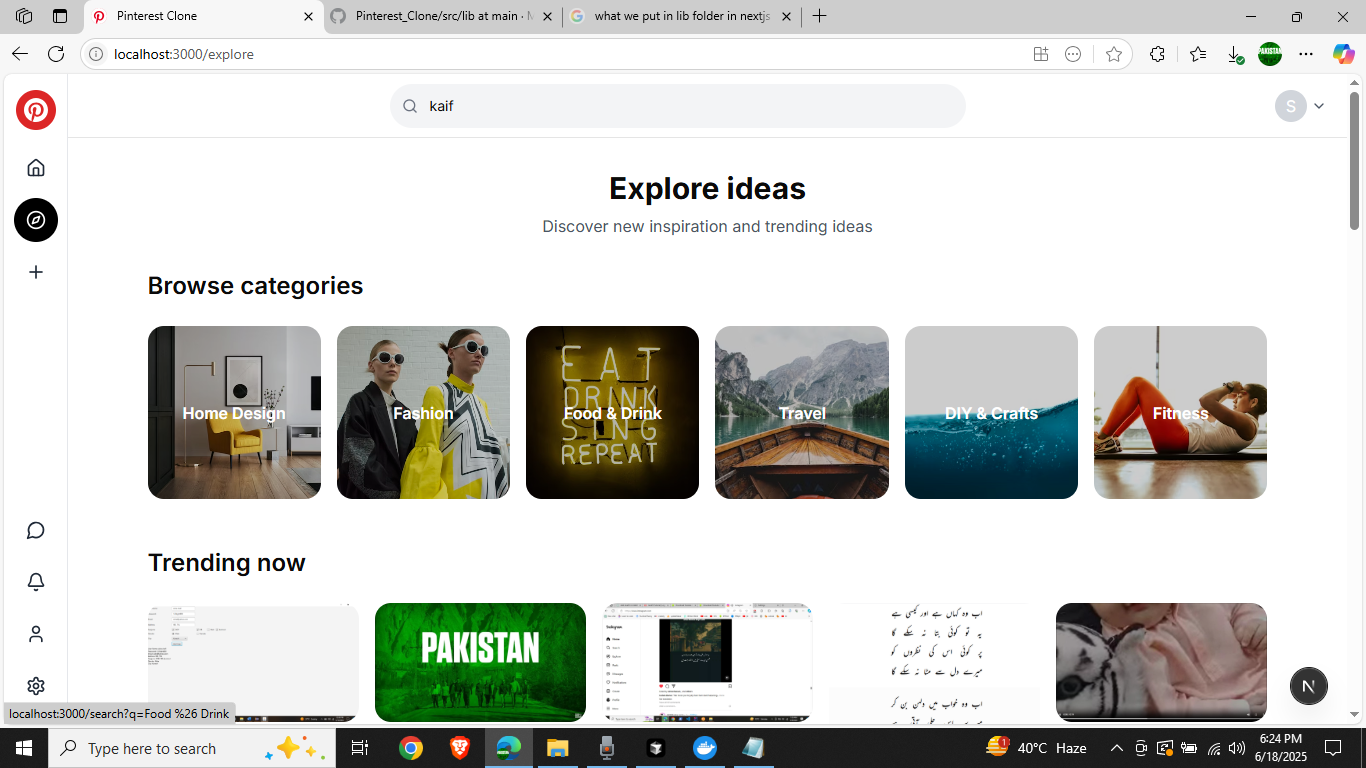 Pinterest Clone
Pinterest_Clone/src/lib at main ·
what we put in lib folder in nextjs
localhost:3000/explore
PAKISTAN
kaif
S
Explore ideas
Discover new inspiration and trending ideas
Browse categories
Home Design
Fashion
EAT
DRINK
SING
REPEAT
Food & Drink
Travel
DIY & Crafts
Fitness
Trending now
PAKISTAN
اب وہ کہاں ہے اور کیسی ہے
یہ تو کوئی بتا نہ سکے گا
پر کوئی اس کی نظروں کو
میرے دل سے مٹا نہ سکے گا
اب وہ خواب میں دلہن بن کر
N
localhost:3000/search?q=Food %26 Drink
Type here to search
40°C Haze
6:24 PM
6/18/2025